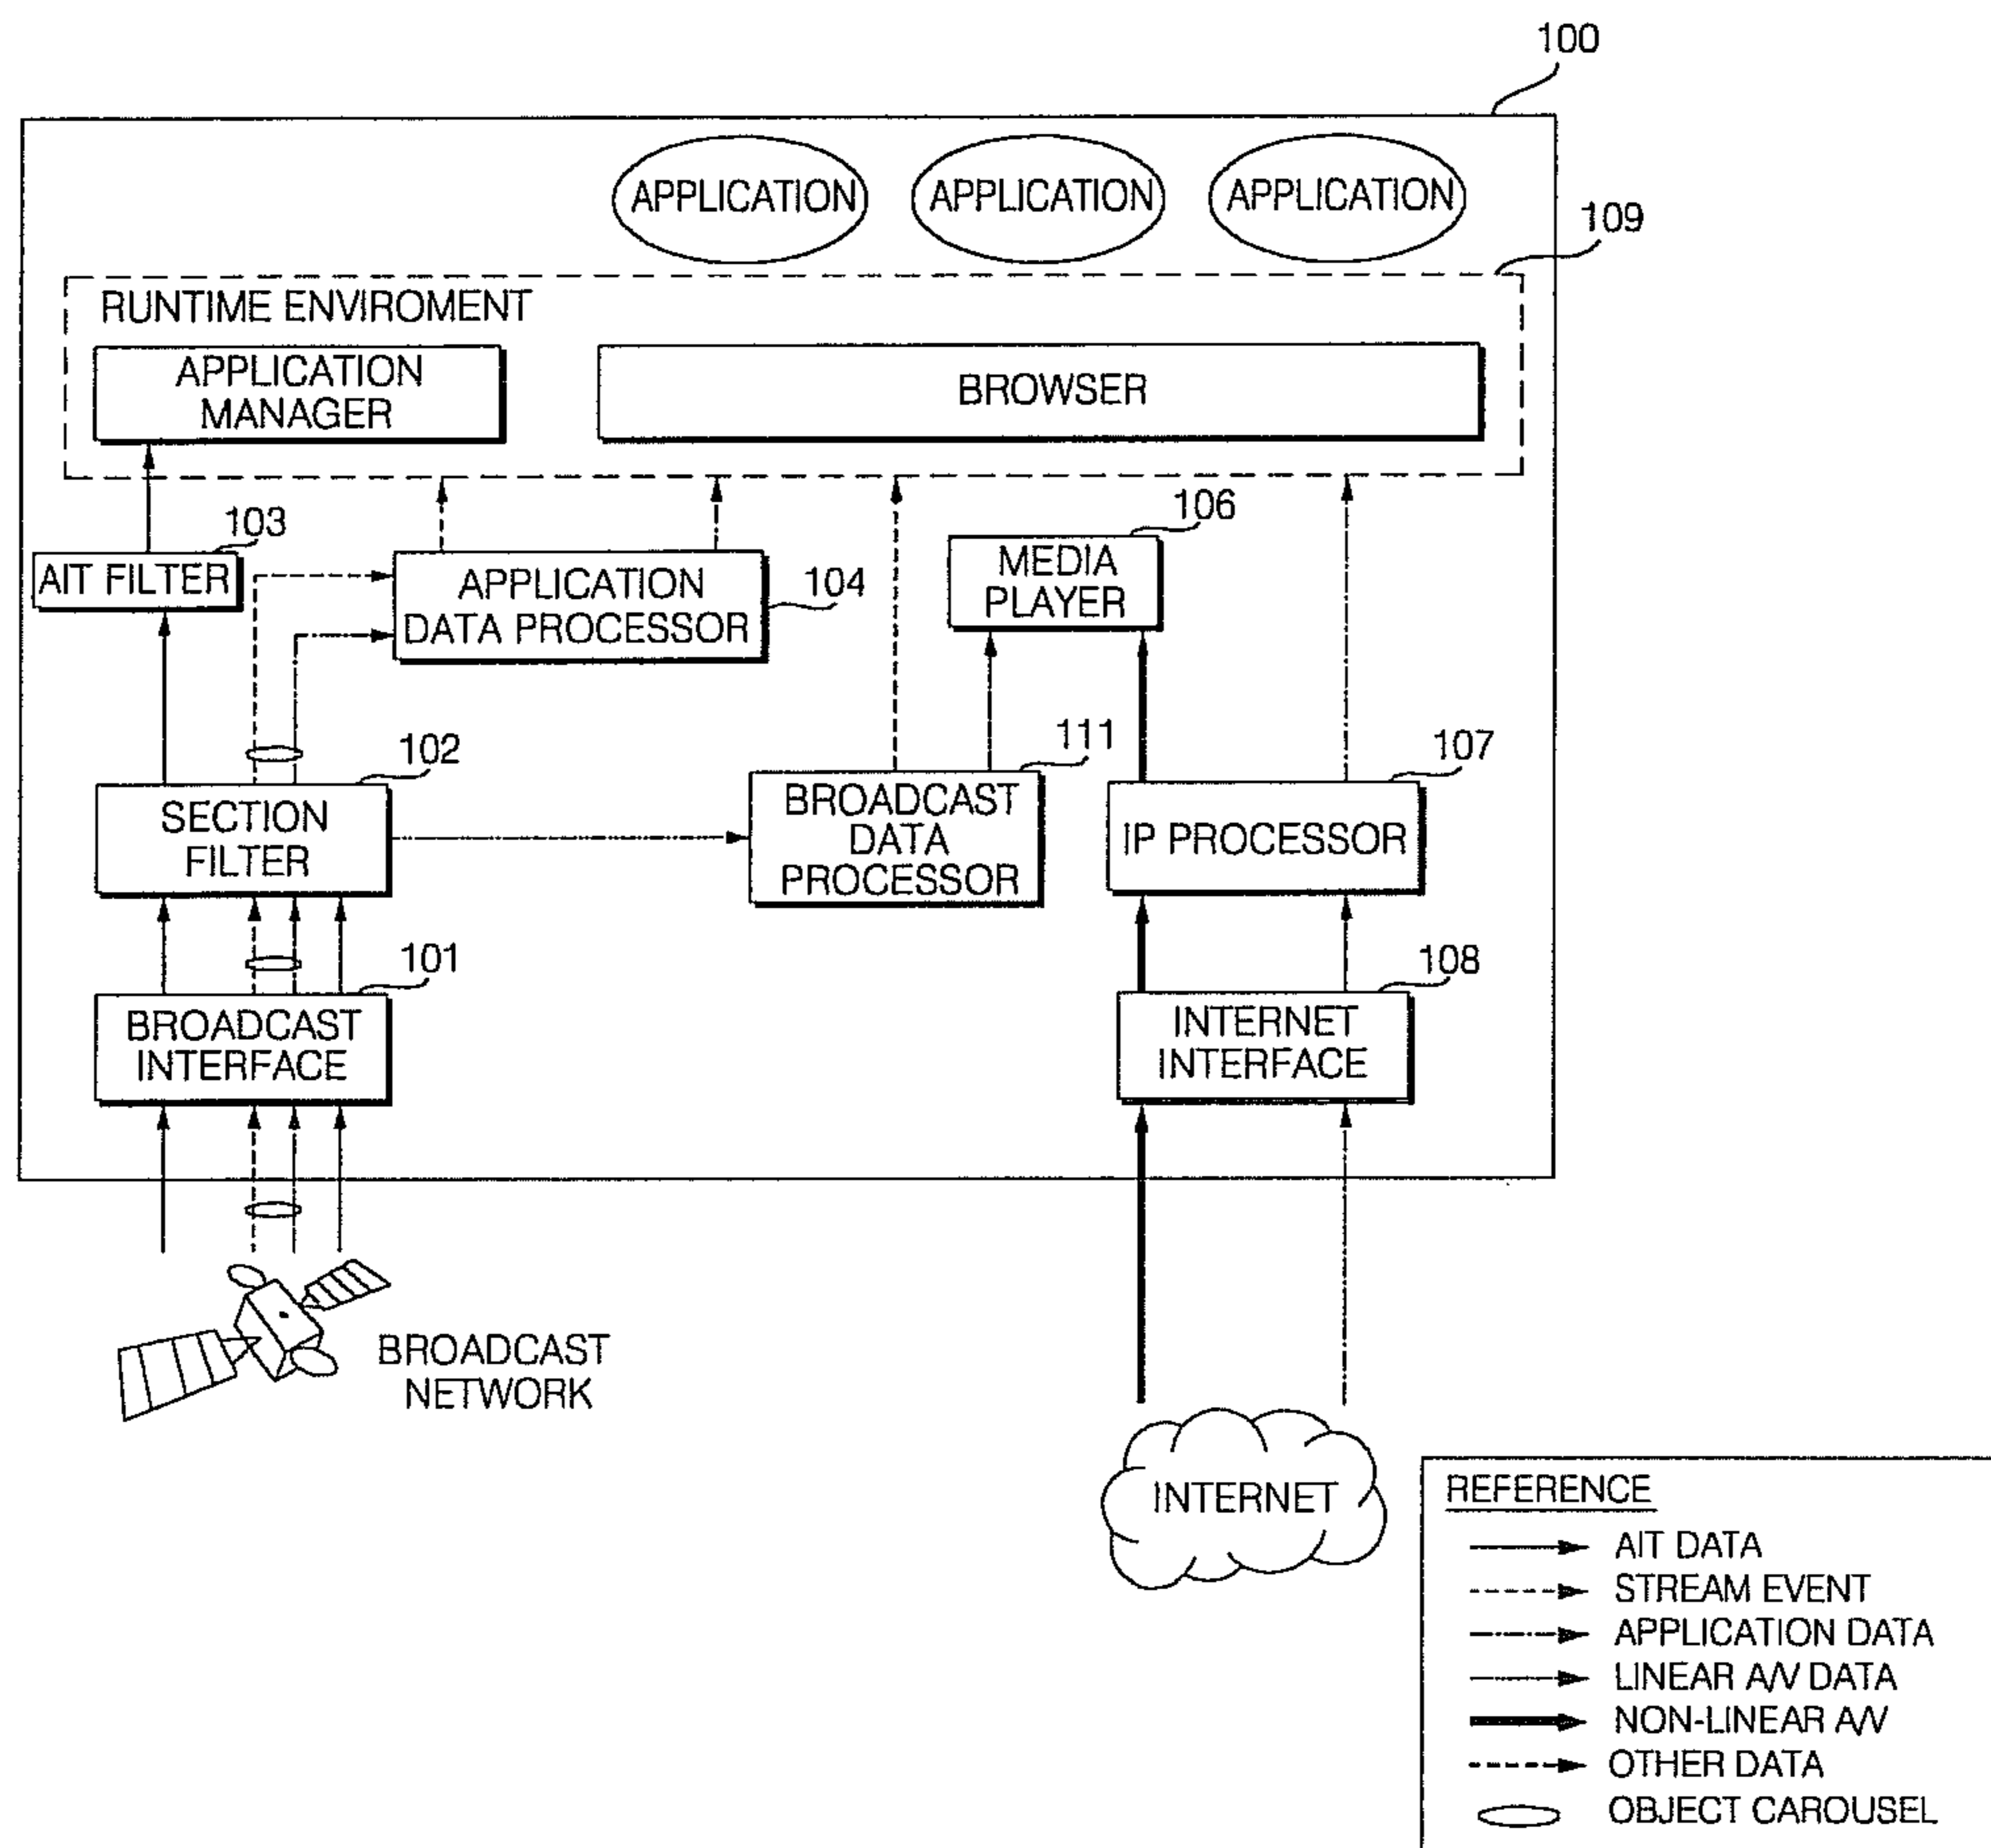 100
APPLICATION
APPLICATION
APPLICATION
109
RUNTIME ENVIROMENT
APPLICATION
MANAGER
BROWSER
103
106
AIT FILTER
APPLICATION
DATA PROCESSOR
104
MEDIA
PLAYER
102
111
107
SECTION
FILTER
BROADCAST
DATA
PROCESSOR
IP PROCESSOR
101
108
BROADCAST
INTERFACE
INTERNET
INTERFACE
BROADCAST
NETWORK
INTERNET
REFERENCE
AIT DATA
STREAM EVENT
APPLICATION DATA
LINEAR A/V DATA
NON-LINEAR A/V
OTHER DATA
OBJECT CAROUSEL